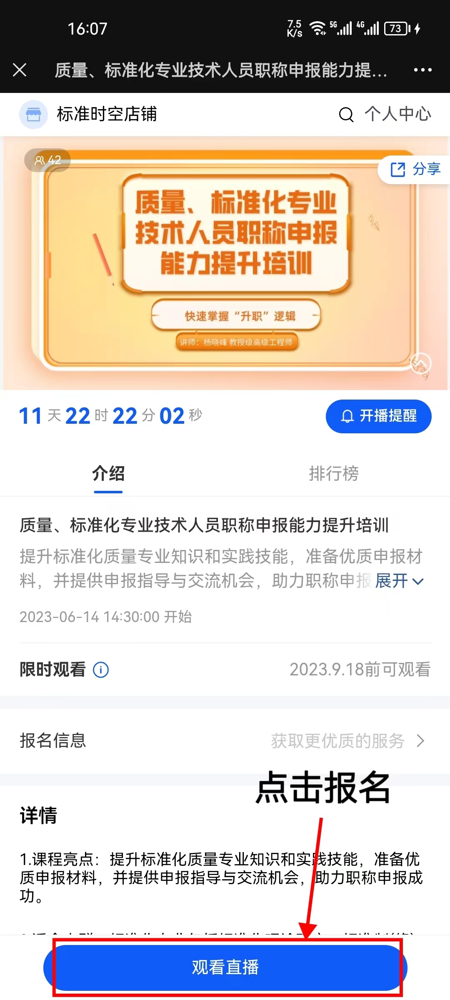 16:07
7.5
K/s
5G
4G
73
质量、标准化专业技术人员职称申报能力提...
标准时空店铺
个人中心
42
分享
质量、标准化专业
技术人员职称申报
能力提升培训
快速掌握“升职”逻辑
讲师：杨晓峰 教授级高级工程师
11天22时22分02秒
开播提醒
介绍
排行榜
质量、标准化专业技术人员职称申报能力提升培训
提升标准化质量专业知识和实践技能，准备优质申报材
料，并提供申报指导与交流机会，助力职称申报 展开
2023-06-14 14:30:00 开始
限时观看
2023.9.18前可观看
报名信息
获取更优质的服务
点击报名
详情
1.课程亮点：提升标准化质量专业知识和实践技能，准备优
质申报材料，并提供申报指导与交流机会，助力职称申报成
功。
观看直播